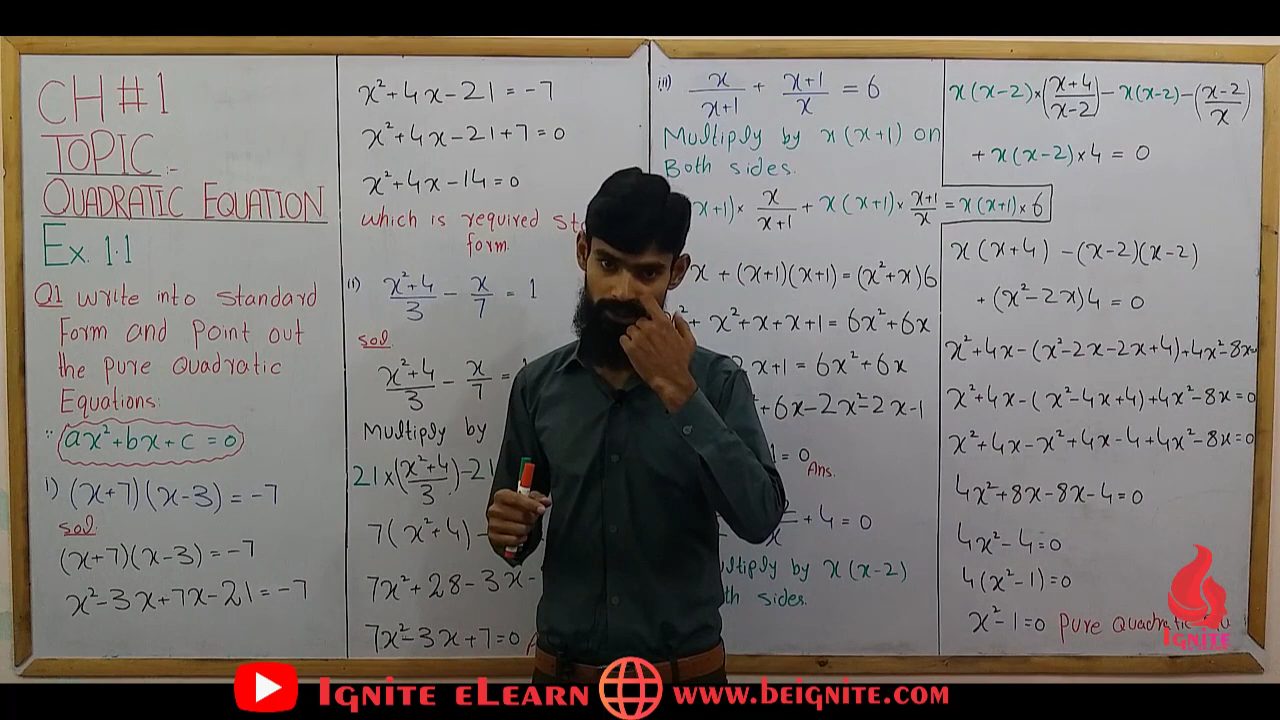 CH # 1
TOPIC :-
QUADRATIC EQUATION
Ex. 1.1
Q1 Write into standard
Form and point out
the pure Quadratic
Equations:
∵ ax²+bx+c=0
i) (x+7)(x-3) = -7
sol:
(x+7)(x-3) = -7
x²-3x+7x-21 = -7
x²+4x-21 = -7
x²+4x-21+7=0
x²+4x-14=0
which is required
form.
(ii) (x²+4)/3 - x/7 = 1
sol.
(x²+4)/3 - x/7 =
Multiply by
21×((x²+4)/3)-21
7(x²+4)-
7x²+28-3x-
7x²-3x+7=0
iii) x/(x+1) + (x+1)/x = 6
Multiply by x(x+1) on
Both sides.
x+1)× x/(x+1) + x(x+1)× (x+1)/x = x(x+1)×6
x + (x+1)(x+1) = (x²+x)6
+ x²+x+x+1 = 6x²+6x
2x+1 = 6x²+6x
+6x-2x²-2x-1
=0 Ans.
+4=0
by x(x-2)
sides.
x(x-2)×((x+4)/(x-2))-x(x-2)-((x-2)/x)
+x(x-2)×4 = 0
x(x+4) -(x-2)(x-2)
+(x²-2x)4 = 0
x²+4x-(x²-2x-2x+4)+4x²-8x=
x²+4x-(x²-4x+4)+4x²-8x=0
x²+4x-x²+4x-4+4x²-8x=0
4x²+8x-8x-4=0
4x²-4=0
4(x²-1)=0
x²-1=0 Pure
IGNITE
IGNITE ELEARN www.beignite.com